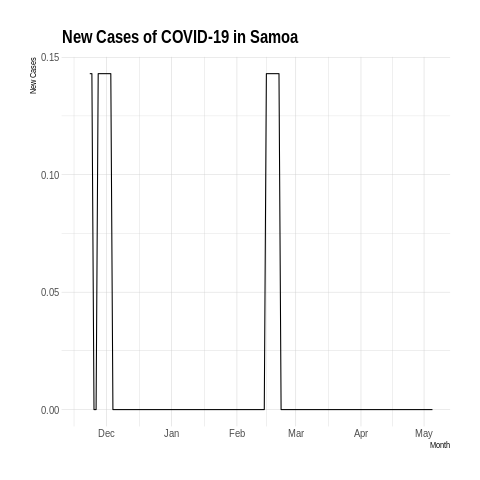 New Cases of COVID-19 in Samoa
New Cases
0.15
0.10
0.05
0.00
Dec Jan Feb Mar Apr May
Month